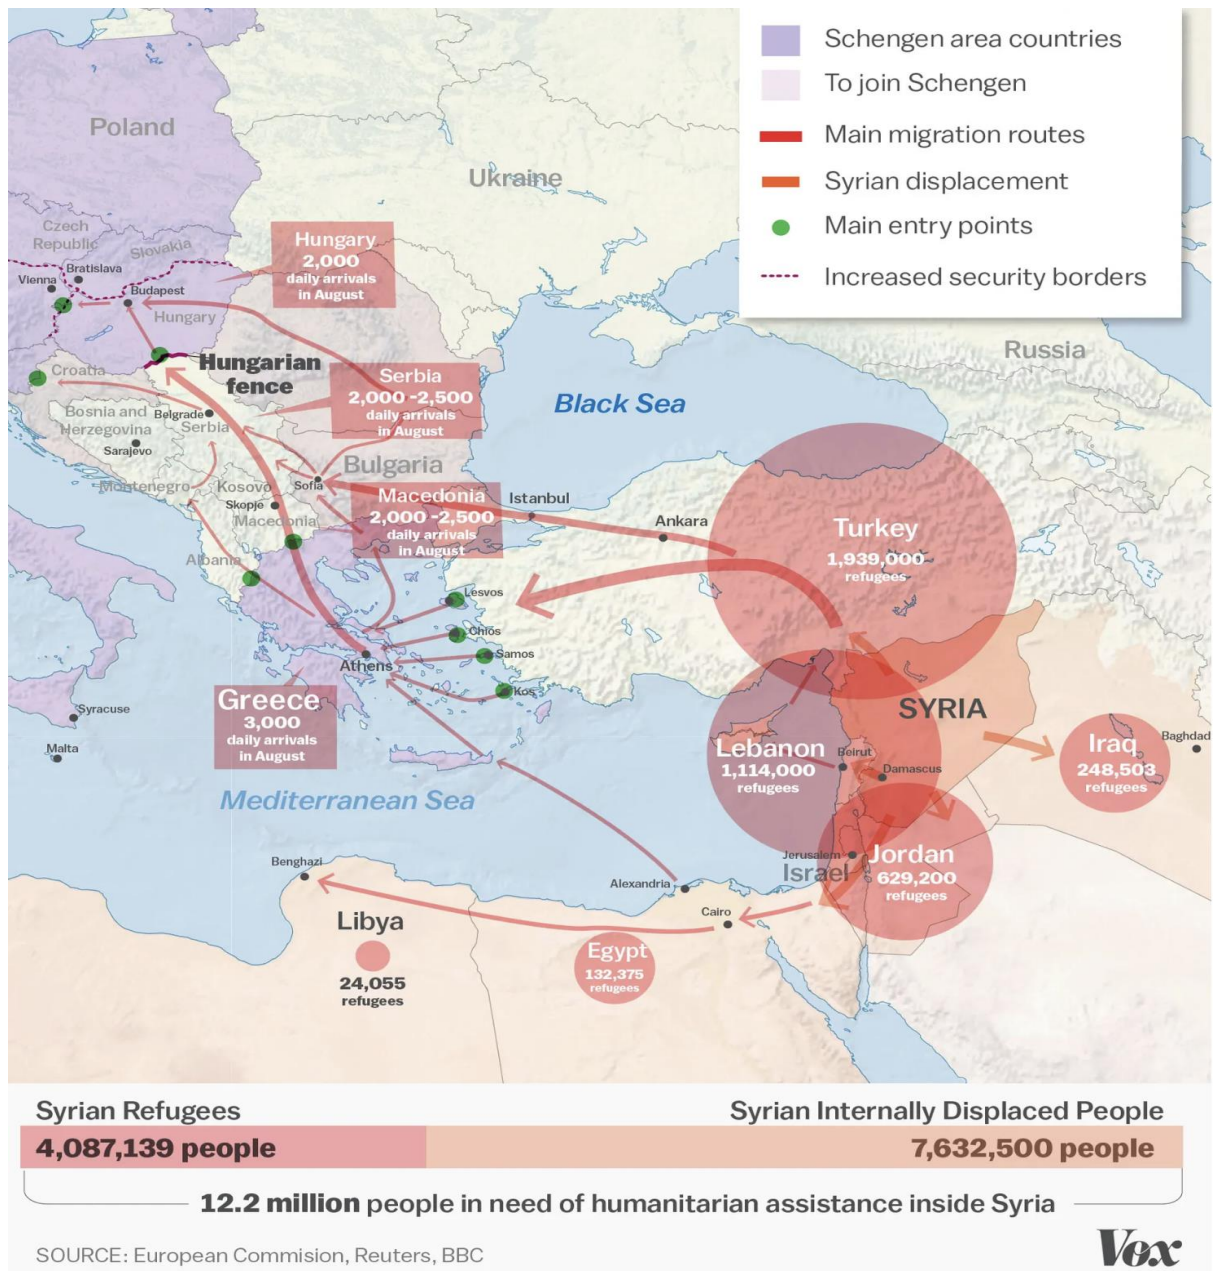 Schengen area countries
To join Schengen
Main migration routes
Syrian displacement
Main entry points
Increased security borders
Poland
Ukraine
Czech
Republic
Slovakia
Hungary
2,000
daily arrivals
in August
Bratislava
Vienna
Budapest
Hungary
Russia
Hungarian
fence
Croatia
Serbia
2,000 -2,500
daily arrivals
in August
Black Sea
Bosnia and
Herzegovina
Belgrade
Serbia
Sarajevo
Bulgaria
Montenegro
Kosovo
Sofia
Skopje
Macedonia
Macedonia
2,000 -2,500
daily arrivals
in August
Istanbul
Ankara
Turkey
1,939,000
refugees
Albania
Lesvos
Chios
Samos
Athens
Kos
Greece
3,000
daily arrivals
in August
Syracuse
Malta
SYRIA
Lebanon
1,114,000
refugees
Beirut
Damascus
Iraq
248,503
refugees
Baghdad
Mediterranean Sea
Jerusalem
Israel
Jordan
629,200
refugees
Benghazi
Alexandria
Cairo
Libya
24,055
refugees
Egypt
132,375
refugees
Syrian Refugees
Syrian Internally Displaced People
4,087,139 people
7,632,500 people
12.2 million people in need of humanitarian assistance inside Syria
SOURCE: European Commision, Reuters, BBC
Vox